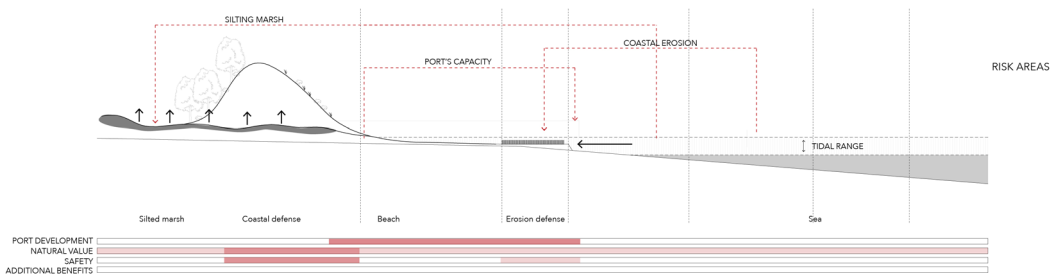 SILTING MARSH
COASTAL EROSION
PORT'S CAPACITY
RISK AREAS
TIDAL RANGE
Silted marsh
Coastal defense
Beach
Erosion defense
Sea
PORT DEVELOPMENT
NATURAL VALUE
SAFETY
ADDITIONAL BENEFITS